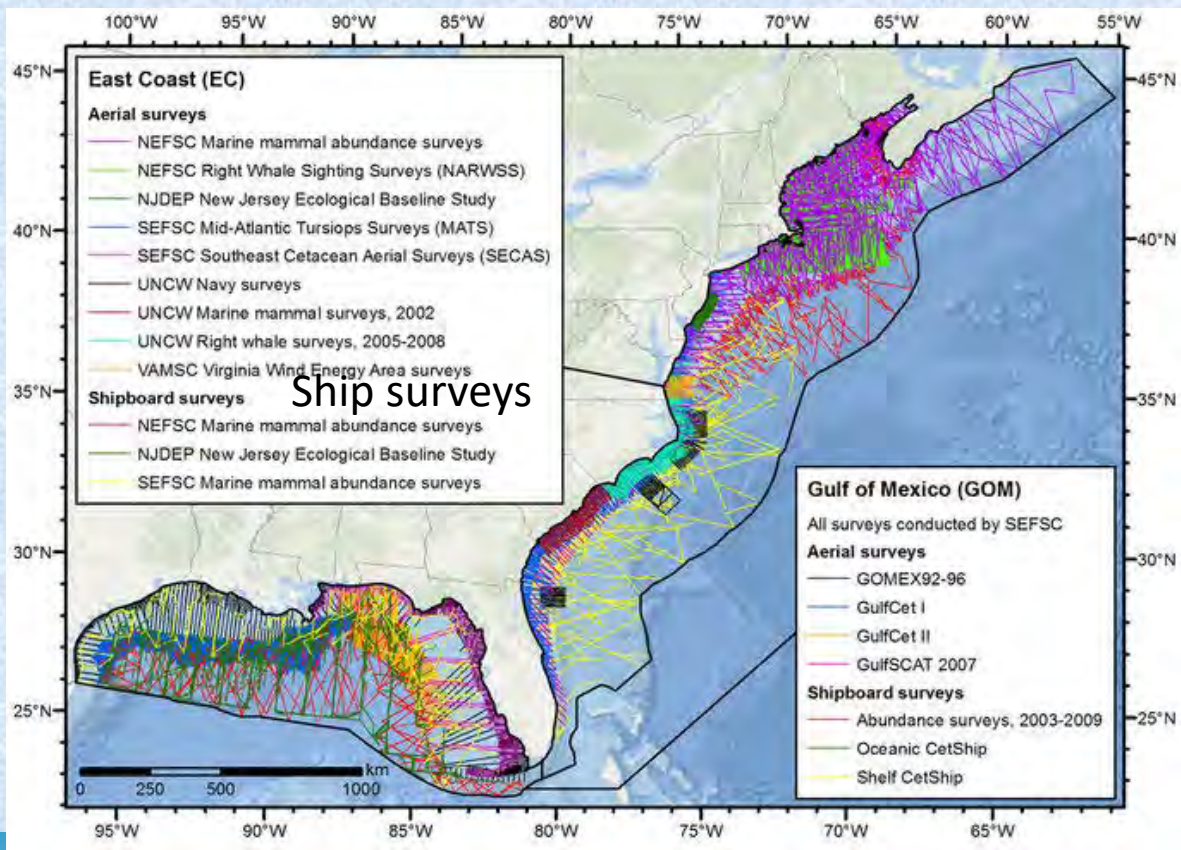 100°W 95°W 90°W 85°W 80°W 75°W 70°W 65°W 60°W 55°W
45°N
45°N
40°N
40°N
35°N
35°N
30°N
30°N
25°N
25°N
East Coast (EC)
Aerial surveys
NEFSC Marine mammal abundance surveys
NEFSC Right Whale Sighting Surveys (NARWSS)
NJDEP New Jersey Ecological Baseline Study
SEFSC Mid-Atlantic Tursiops Surveys (MATS)
SEFSC Southeast Cetacean Aerial Surveys (SECAS)
UNCW Navy surveys
UNCW Marine mammal surveys, 2002
UNCW Right whale surveys, 2005-2008
VAMSC Virginia Wind Energy Area surveys
Ship surveys
Shipboard surveys
NEFSC Marine mammal abundance surveys
NJDEP New Jersey Ecological Baseline Study
SEFSC Marine mammal abundance surveys
Gulf of Mexico (GOM)
All surveys conducted by SEFSC
Aerial surveys
GOMEX92-96
GulfCet I
GulfCet II
GulfSCAT 2007
Shipboard surveys
Abundance surveys, 2003-2009
Oceanic CetShip
Shelf CetShip
km
0 250 500 1000
95°W 90°W 85°W 80°W 75°W 70°W 65°W